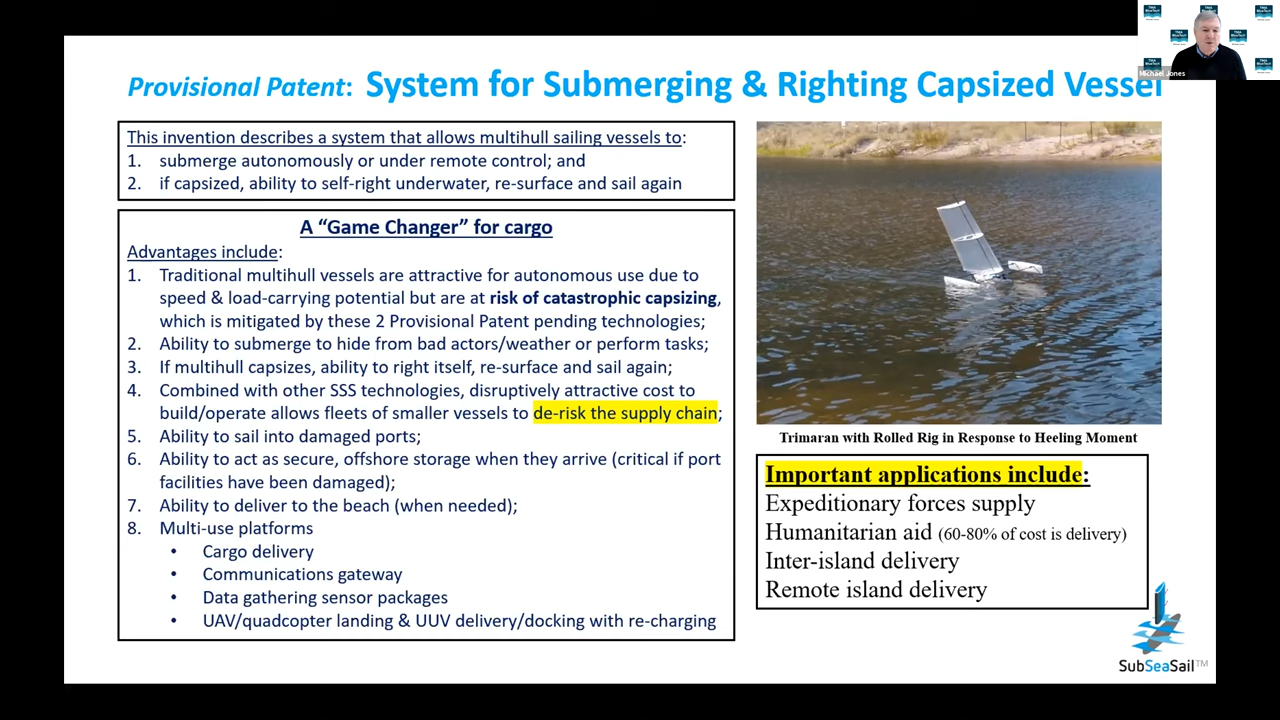 Provisional Patent: System for Submerging & Righting Capsized Vessel
Michael Jones
This invention describes a system that allows multihull sailing vessels to:
1. submerge autonomously or under remote control; and
2. if capsized, ability to self-right underwater, re-surface and sail again
A “Game Changer” for cargo
Advantages include:
1. Traditional multihull vessels are attractive for autonomous use due to
speed & load-carrying potential but are at risk of catastrophic capsizing,
which is mitigated by these 2 Provisional Patent pending technologies;
2. Ability to submerge to hide from bad actors/weather or perform tasks;
3. If multihull capsizes, ability to right itself, re-surface and sail again;
4. Combined with other SSS technologies, disruptively attractive cost to
build/operate allows fleets of smaller vessels to de-risk the supply chain;
5. Ability to sail into damaged ports;
6. Ability to act as secure, offshore storage when they arrive (critical if port
facilities have been damaged);
7. Ability to deliver to the beach (when needed);
8. Multi-use platforms
• Cargo delivery
• Communications gateway
• Data gathering sensor packages
• UAV/quadcopter landing & UUV delivery/docking with re-charging
Trimaran with Rolled Rig in Response to Heeling Moment
Important applications include:
Expeditionary forces supply
Humanitarian aid (60-80% of cost is delivery)
Inter-island delivery
Remote island delivery
SubSeaSail™